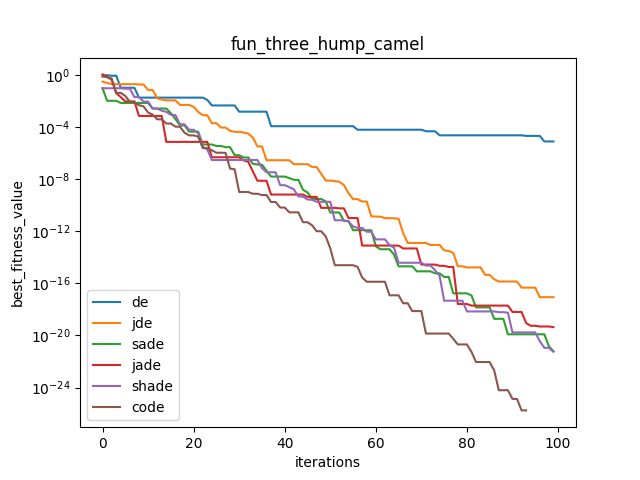 fun_three_hump_camel
best_fitness_value
10^0
10^-4
10^-8
10^-12
10^-16
10^-20
10^-24
de
jde
sade
jade
shade
code
0 20 40 60 80 100
iterations